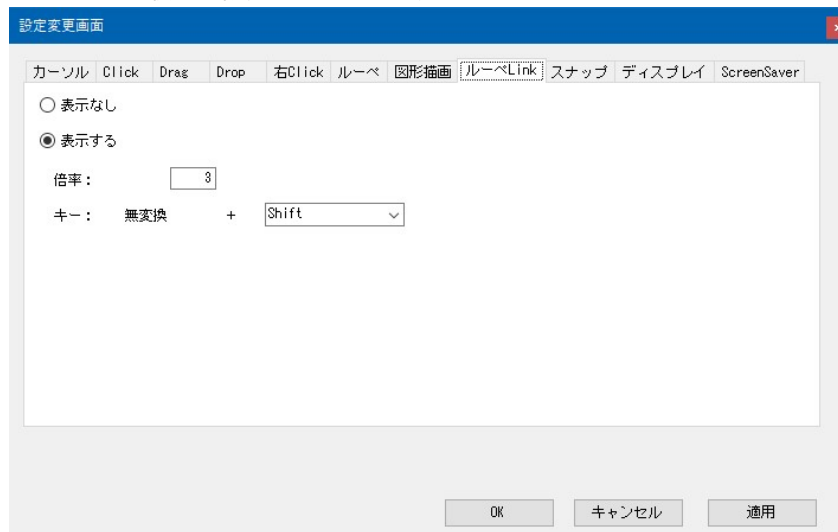 設定変更画面
カーソル Click Drag Drop 右Click ルーペ 図形描画 ルーペLink スナップ ディスプレイ ScreenSaver
表示なし
表示する
倍率： 3
キー： 無変換 + Shift
OK キャンセル 適用